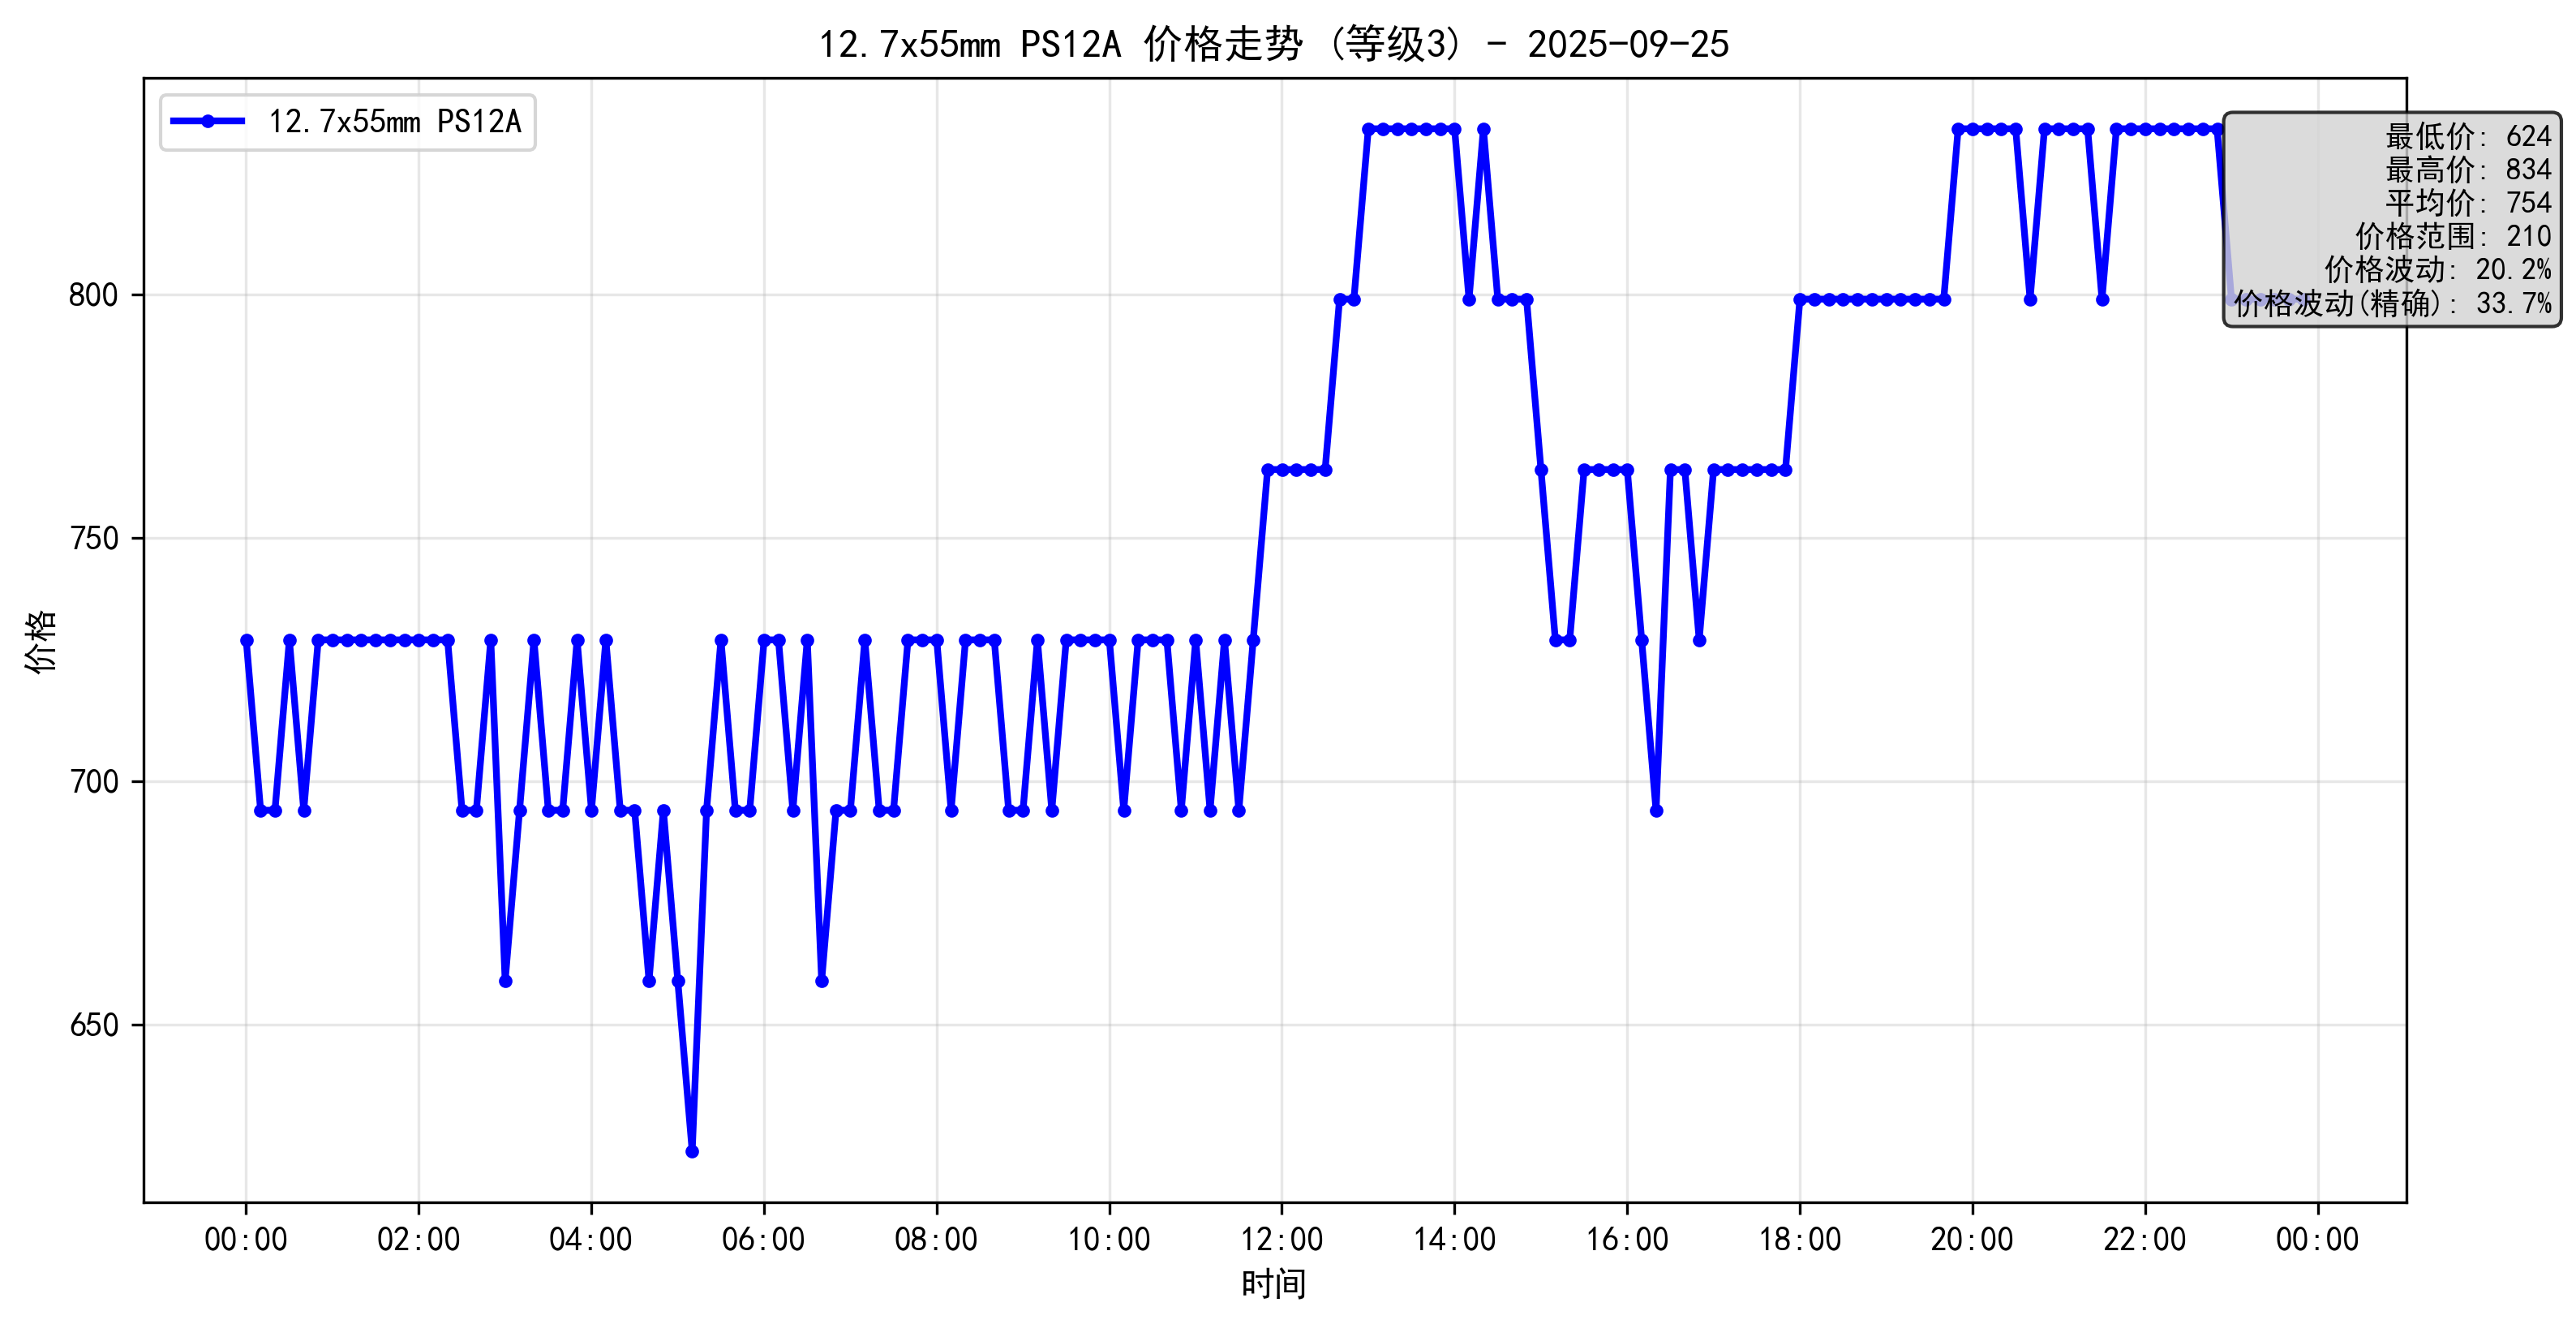 12.7x55mm PS12A 价格走势 (等级3) - 2025-09-25
12.7x55mm PS12A
最低价: 624
最高价: 834
平均价: 754
价格范围: 210
价格波动: 20.2%
价格波动(精确): 33.7%
800
750
700
650
价格
00:00 02:00 04:00 06:00 08:00 10:00 12:00 14:00 16:00 18:00 20:00 22:00 00:00
时间